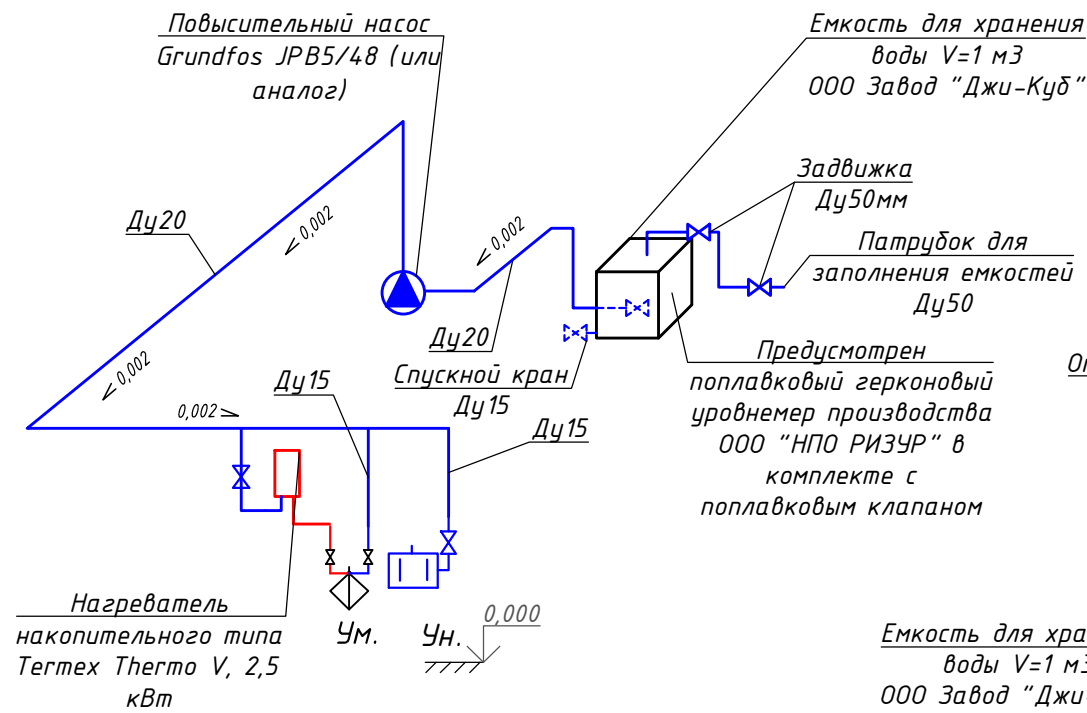 Повысительный насос
Grundfos JPB5/48 (или
аналог)
Емкость для хранения
воды V=1 м3
ООО Завод "Джи-Куб"
Задвижка
Ду50мм
Ду20
0,002
0,002
Патрубок для
заполнения емкостей
Ду50
Ду20
Спускной кран
Ду15
Предусмотрен
поплавковый герконовый
уровнемер производства
ООО "НПО РИЗУР" в
комплекте с
поплавковым клапаном
0,002
0,002
Ду15
Ду15
Нагреватель
накопительного типа
Termex Thermo V, 2,5
кВт
Ум.
Ун.
0,000
Емкость для хра
воды V=1 м3
ООО Завод "Джи-